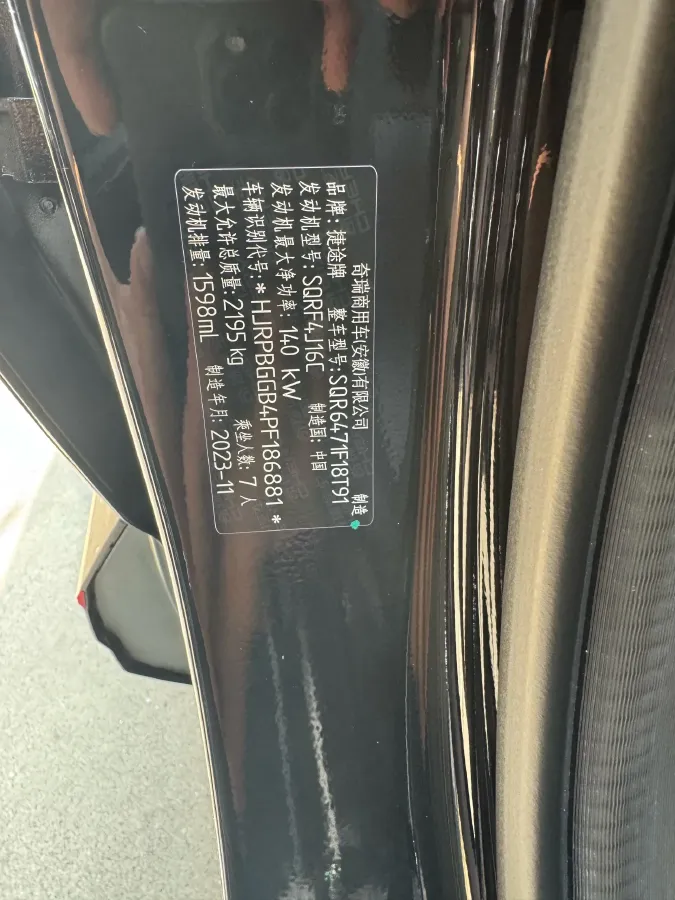 奇瑞商用车(安徽)有限公司 制造
品牌: 捷途牌 整车型号: SQR6471F18T91
发动机型号: SQRF4J16C 制造国: 中国
发动机最大净功率: 140 kW
车辆识别代号: *HJRPBGGB4PF186881*
最大允许总质量: 2195 kg 乘坐人数: 7 人
发动机排量: 1598mL 制造年月: 2023-11